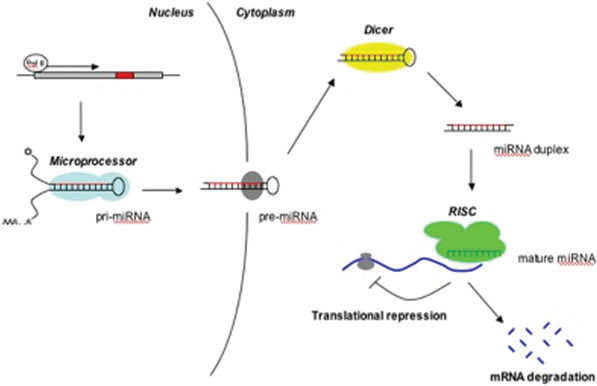 Nucleus
Cytoplasm
Pol II
Dicer
Microprocessor
miRNA duplex
pri-miRNA
pre-miRNA
AAA...A
RISC
mature miRNA
Translational repression
mRNA degradation